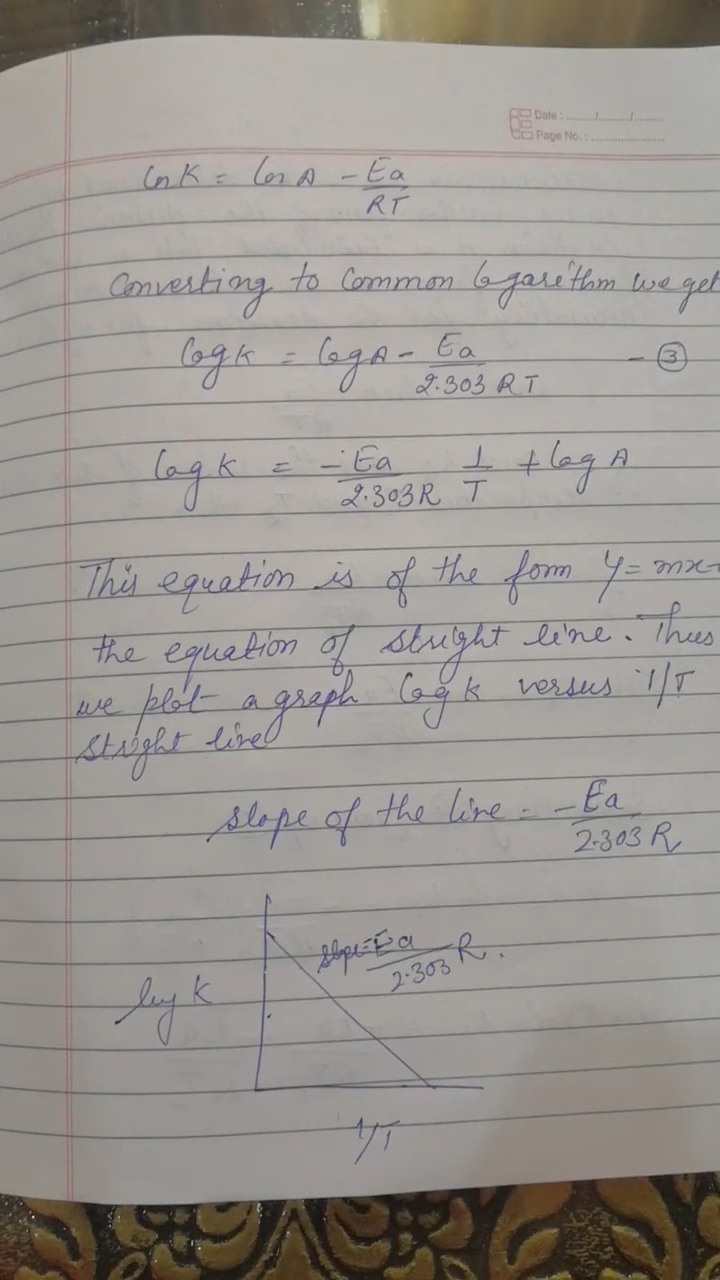 Date : ......../......../........
Page No. : ........................
ln K = ln A - Ea/RT
Converting to Common logarithm we get
log K = log A - Ea/2.303 RT - ③
log K = -Ea/2.303R 1/T + log A
This equation is of the form y = mx
the equation of stright line. Thus
we plot a graph log K versus 1/T
stright line
slope of the line = -Ea/2.303 R
slope = Ea/2.303 R.
log K
1/T